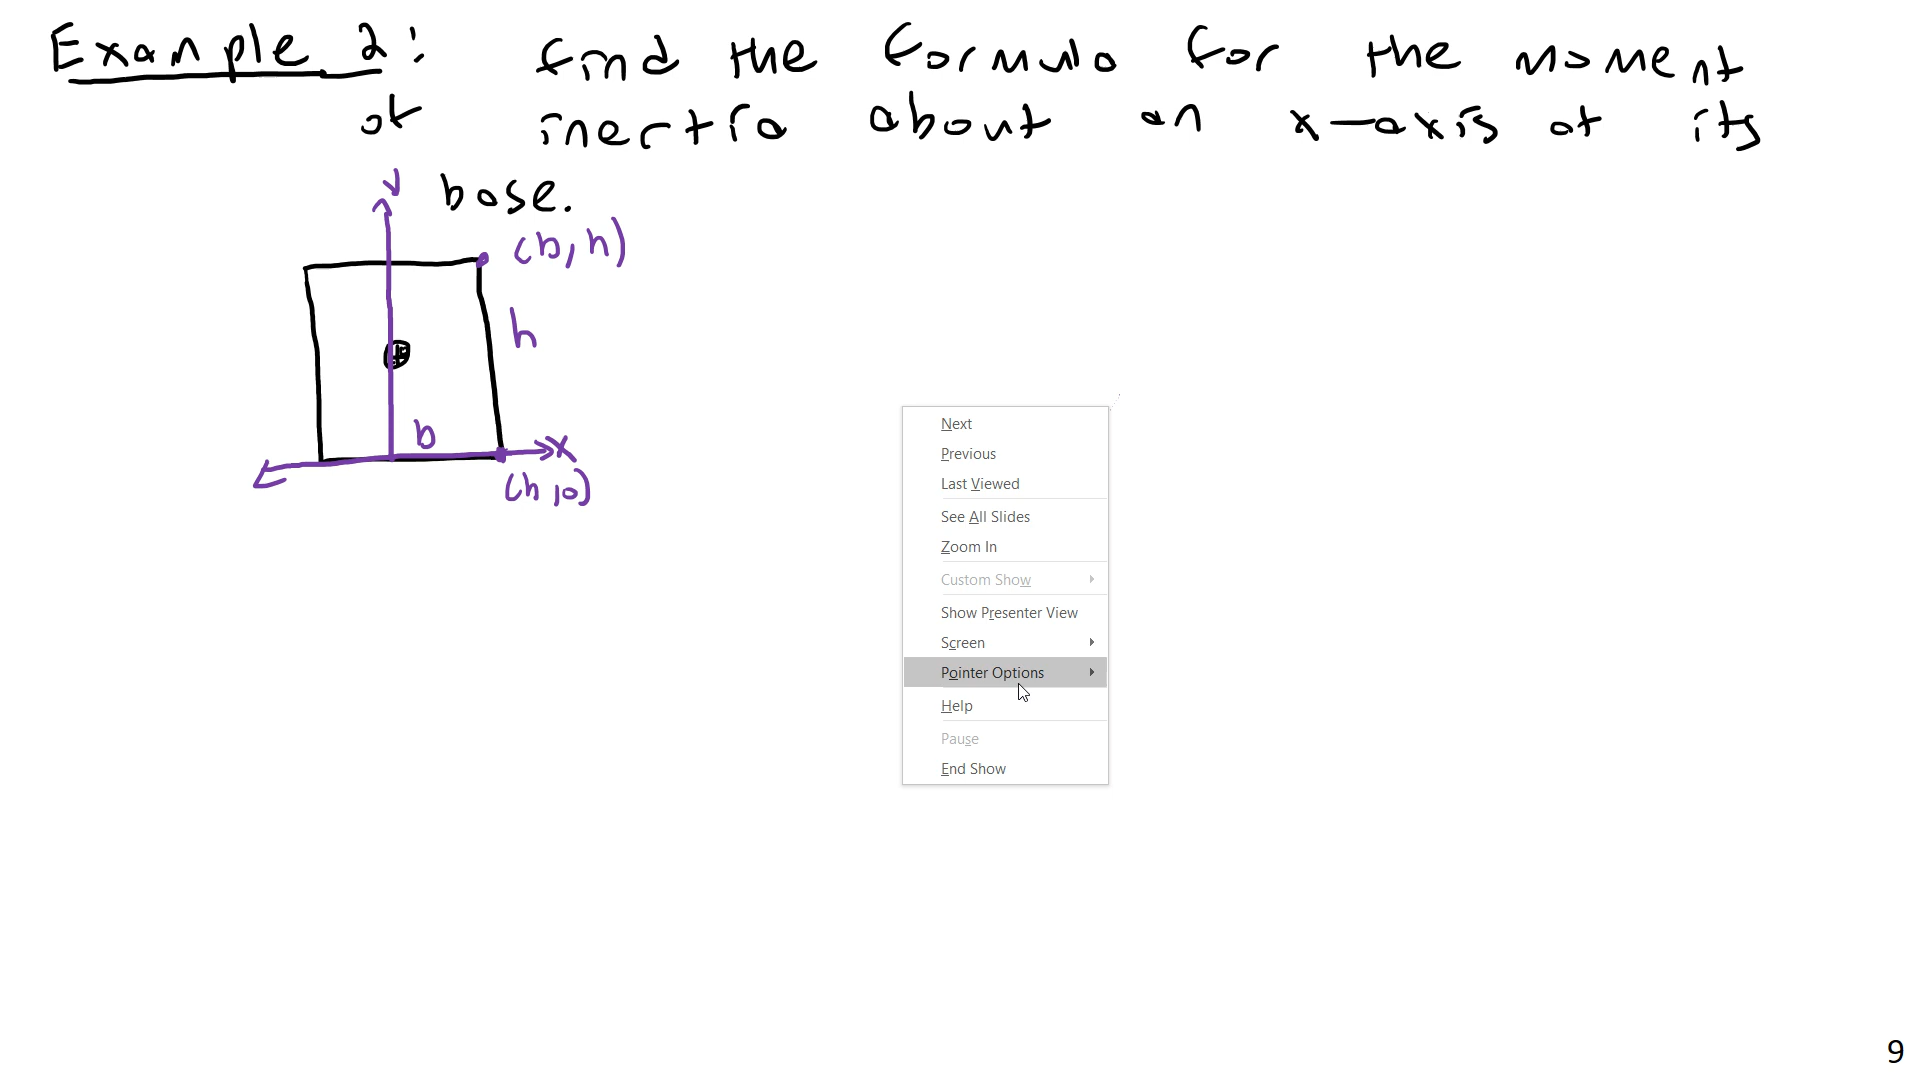 Example 2: find the formula for the moment
of inertia about an x-axis at its
base.
y
(b, h)
h
b
x
(h, 0)
Next
Previous
Last Viewed
See All Slides
Zoom In
Custom Show
Show Presenter View
Screen
Pointer Options
Help
Pause
End Show
9